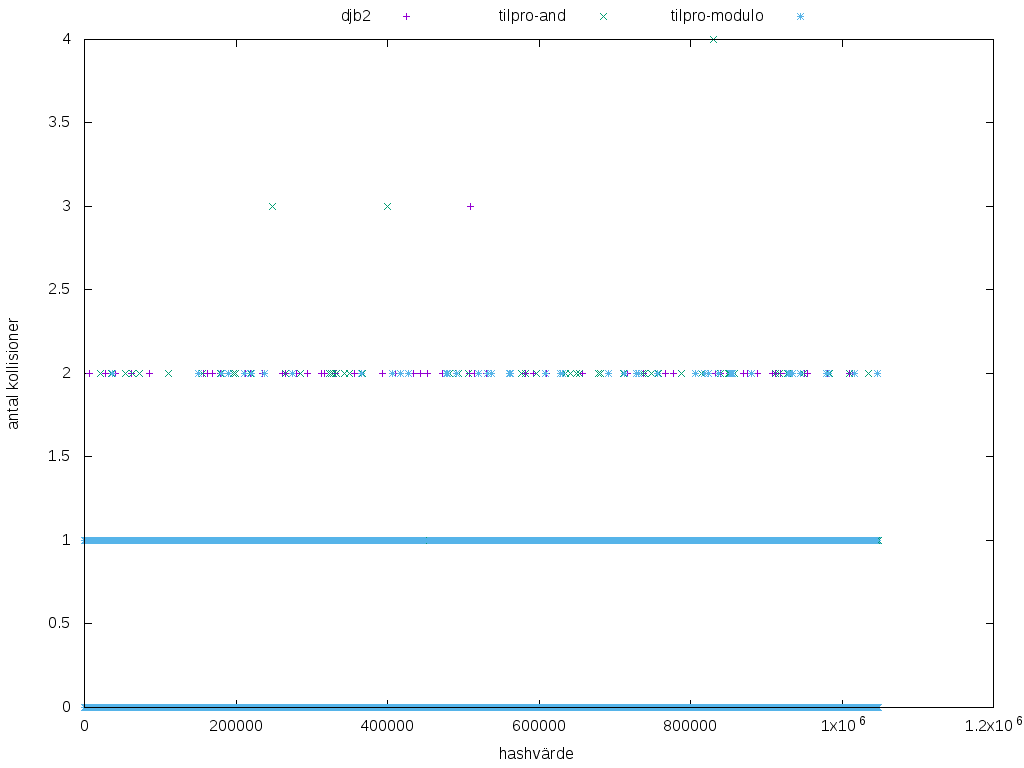 djb2 tilpro-and tilpro-modulo
4
3.5
3
2.5
2
1.5
1
0.5
0
antal kollisioner
0 200000 400000 600000 800000 1x10^6 1.2x10^6
hashvärde